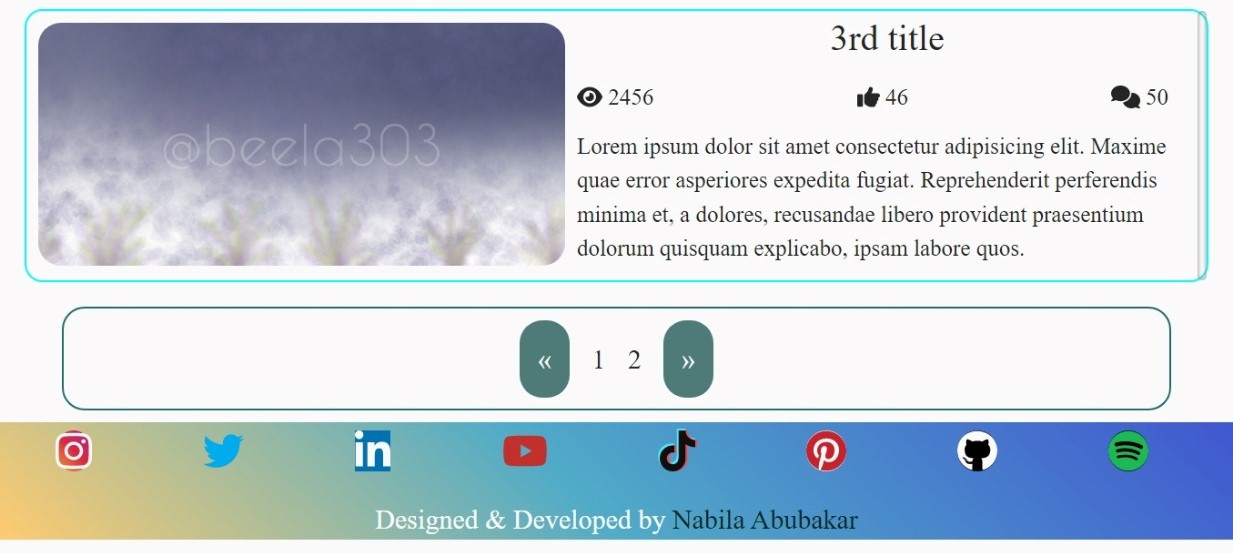 3rd title
@beela303
2456 46 50
Lorem ipsum dolor sit amet consectetur adipisicing elit. Maxime
quae error asperiores expedita fugiat. Reprehenderit perferendis
minima et, a dolores, recusandae libero provident praesentium
dolorum quisquam explicabo, ipsam labore quos.
« 1 2 »
in
Designed & Developed by Nabila Abubakar